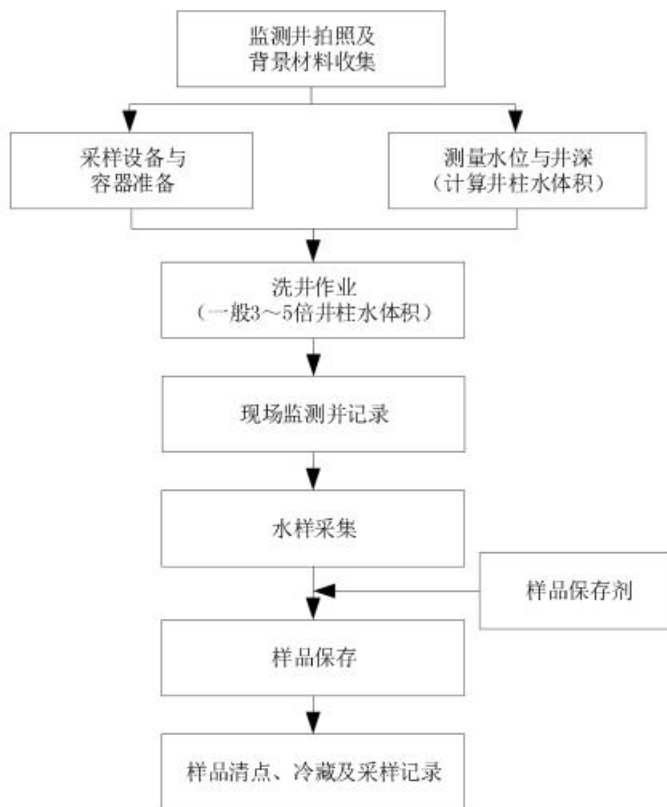 监测井拍照及
背景材料收集
采样设备与
容器准备
测量水位与井深
（计算井柱水体积）
洗井作业
（一般3～5倍井柱水体积）
现场监测并记录
水样采集
样品保存剂
样品保存
样品清点、冷藏及采样记录